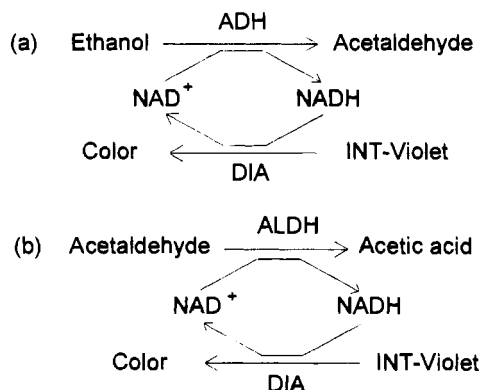 ADH
(a) Ethanol Acetaldehyde
NAD+ NADH
Color INT-Violet
DIA
ALDH
(b) Acetaldehyde Acetic acid
NAD+ NADH
Color INT-Violet
DIA